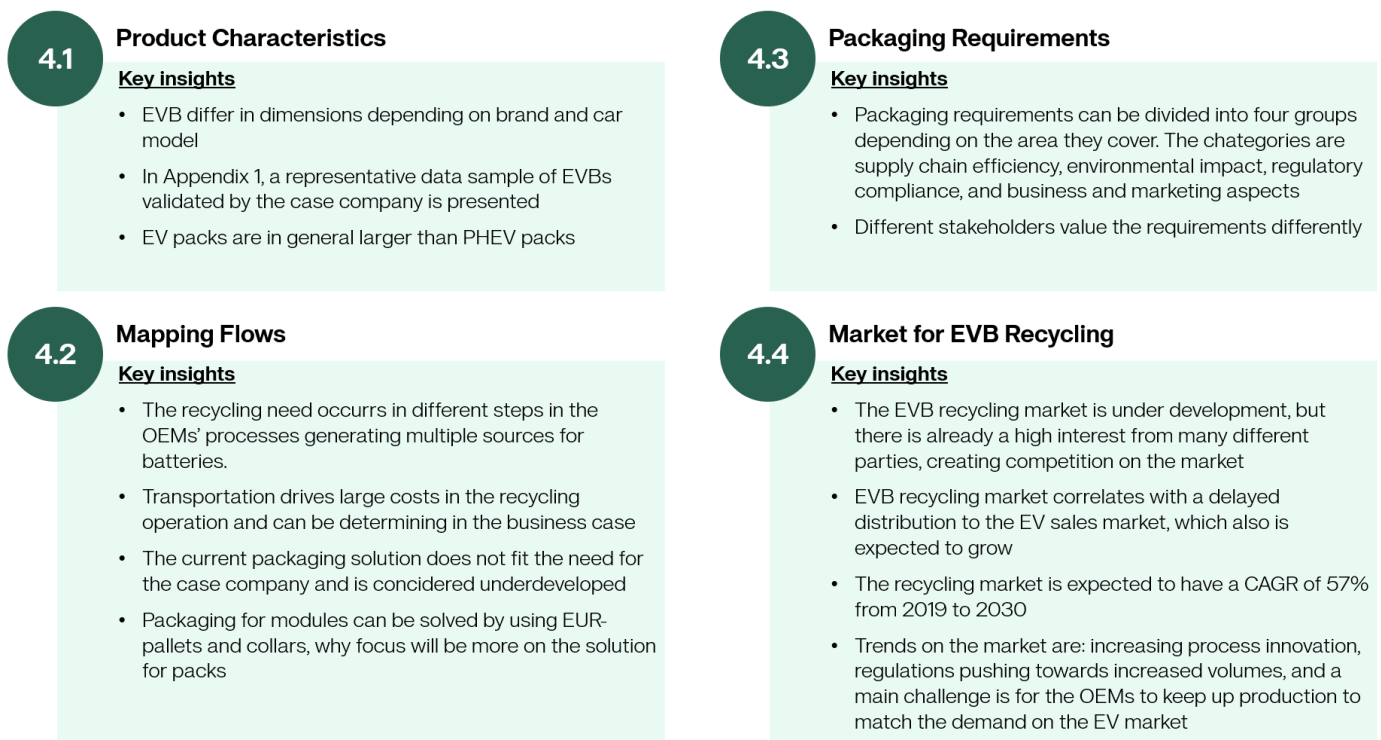 4.1
Product Characteristics
Key insights
• EVB differ in dimensions depending on brand and car
model
• In Appendix 1, a representative data sample of EVBs
validated by the case company is presented
• EV packs are in general larger than PHEV packs
4.2
Mapping Flows
Key insights
• The recycling need occurrs in different steps in the
OEMs’ processes generating multiple sources for
batteries.
• Transportation drives large costs in the recycling
operation and can be determining in the business case
• The current packaging solution does not fit the need for
the case company and is concidered underdeveloped
• Packaging for modules can be solved by using EUR-
pallets and collars, why focus will be more on the solution
for packs
4.3
Packaging Requirements
Key insights
• Packaging requirements can be divided into four groups
depending on the area they cover. The chategories are
supply chain efficiency, environmental impact, regulatory
compliance, and business and marketing aspects
• Different stakeholders value the requirements differently
4.4
Market for EVB Recycling
Key insights
• The EVB recycling market is under development, but
there is already a high interest from many different
parties, creating competition on the market
• EVB recycling market correlates with a delayed
distribution to the EV sales market, which also is
expected to grow
• The recycling market is expected to have a CAGR of 57%
from 2019 to 2030
• Trends on the market are: increasing process innovation,
regulations pushing towards increased volumes, and a
main challenge is for the OEMs to keep up production to
match the demand on the EV market